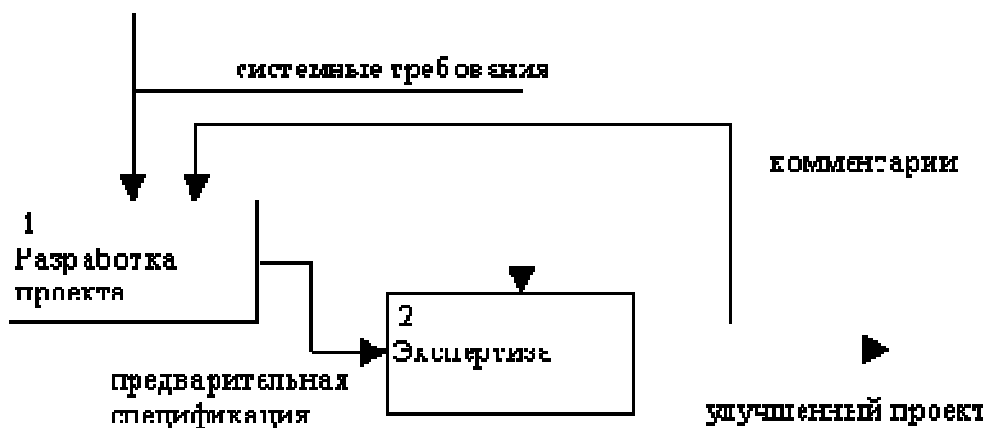 системные требования
комментарии
1
Разработка
проекта
2
Экспертиза
предварительная
спецификация
улучшенный проект